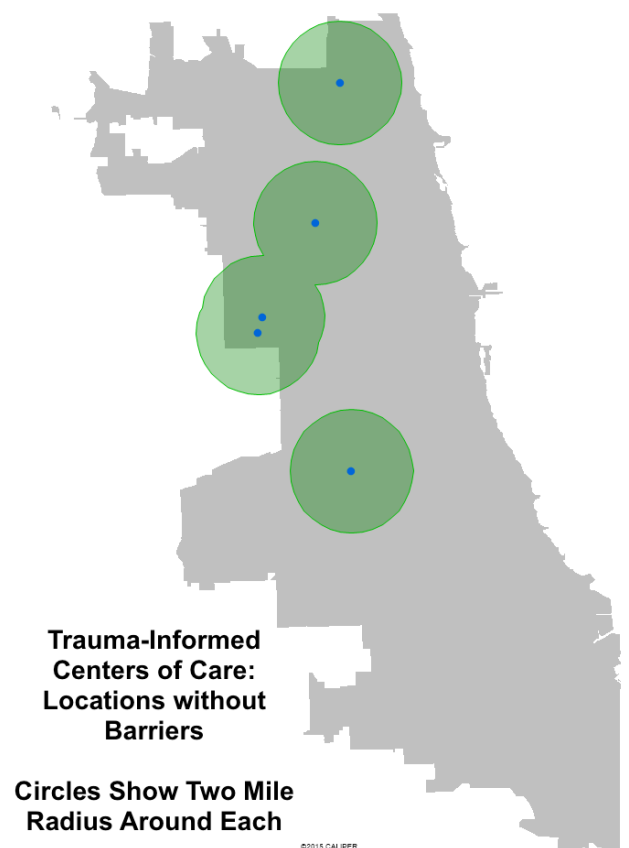 Trauma-Informed
Centers of Care:
Locations without
Barriers
Circles Show Two Mile
Radius Around Each
©2015 CALIPER